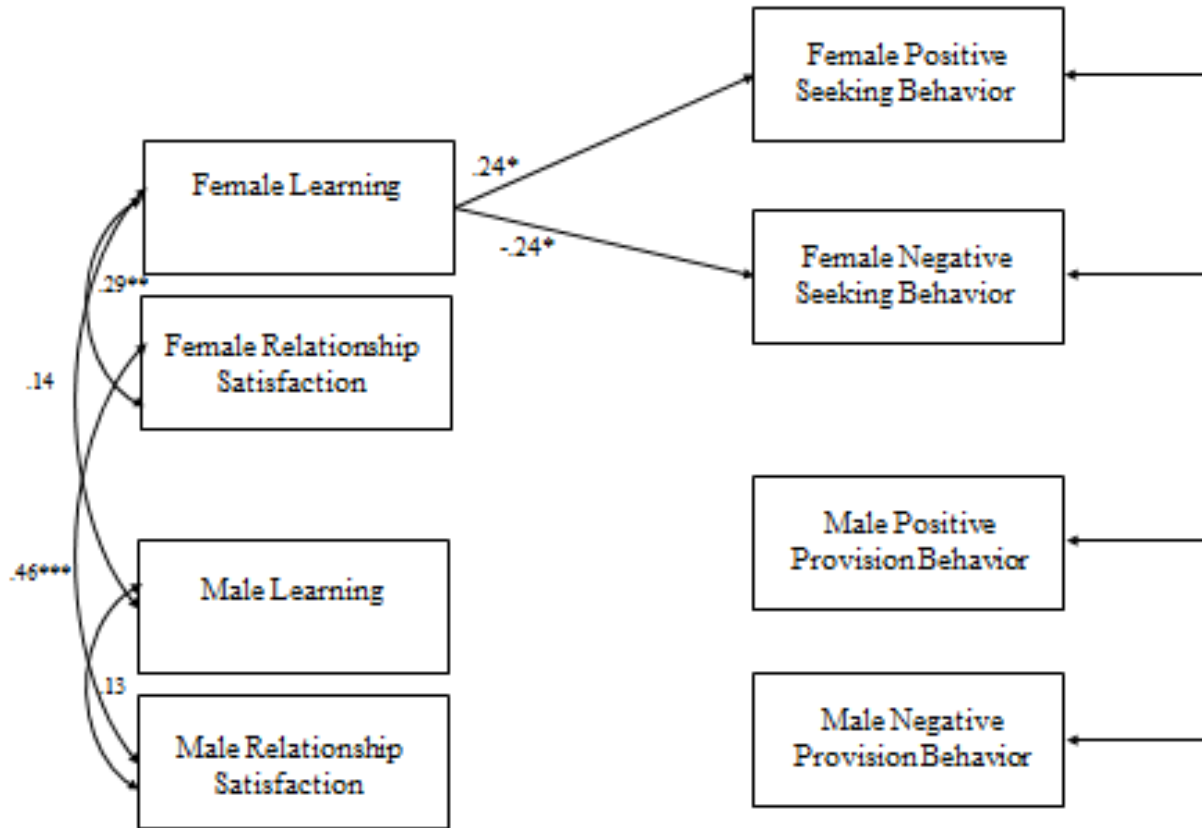 Female Positive
Seeking Behavior
Female Learning
.24*
-.24*
Female Negative
Seeking Behavior
.29**
Female Relationship
Satisfaction
.14
Male Positive
Provision Behavior
.46***
Male Learning
.13
Male Relationship
Satisfaction
Male Negative
Provision Behavior